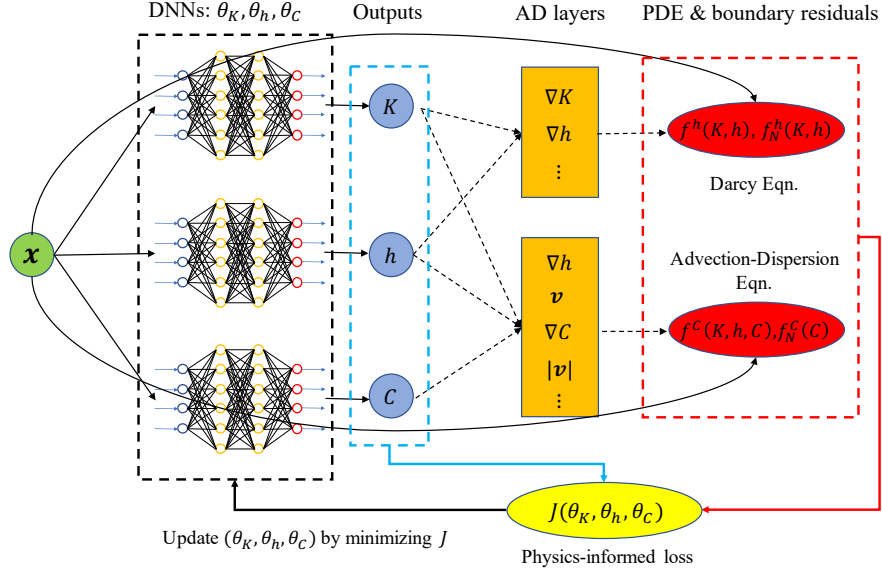 DNNs: θ_K, θ_h, θ_C
Outputs
AD layers
PDE & boundary residuals
K
∇K
∇h
⋮
f^h(K, h), f_N^h(K, h)
Darcy Eqn.
x
h
∇h
v
∇C
|v|
⋮
Advection-Dispersion
Eqn.
f^C(K, h, C), f_N^C(C)
C
J(θ_K, θ_h, θ_C)
Update (θ_K, θ_h, θ_C) by minimizing J
Physics-informed loss